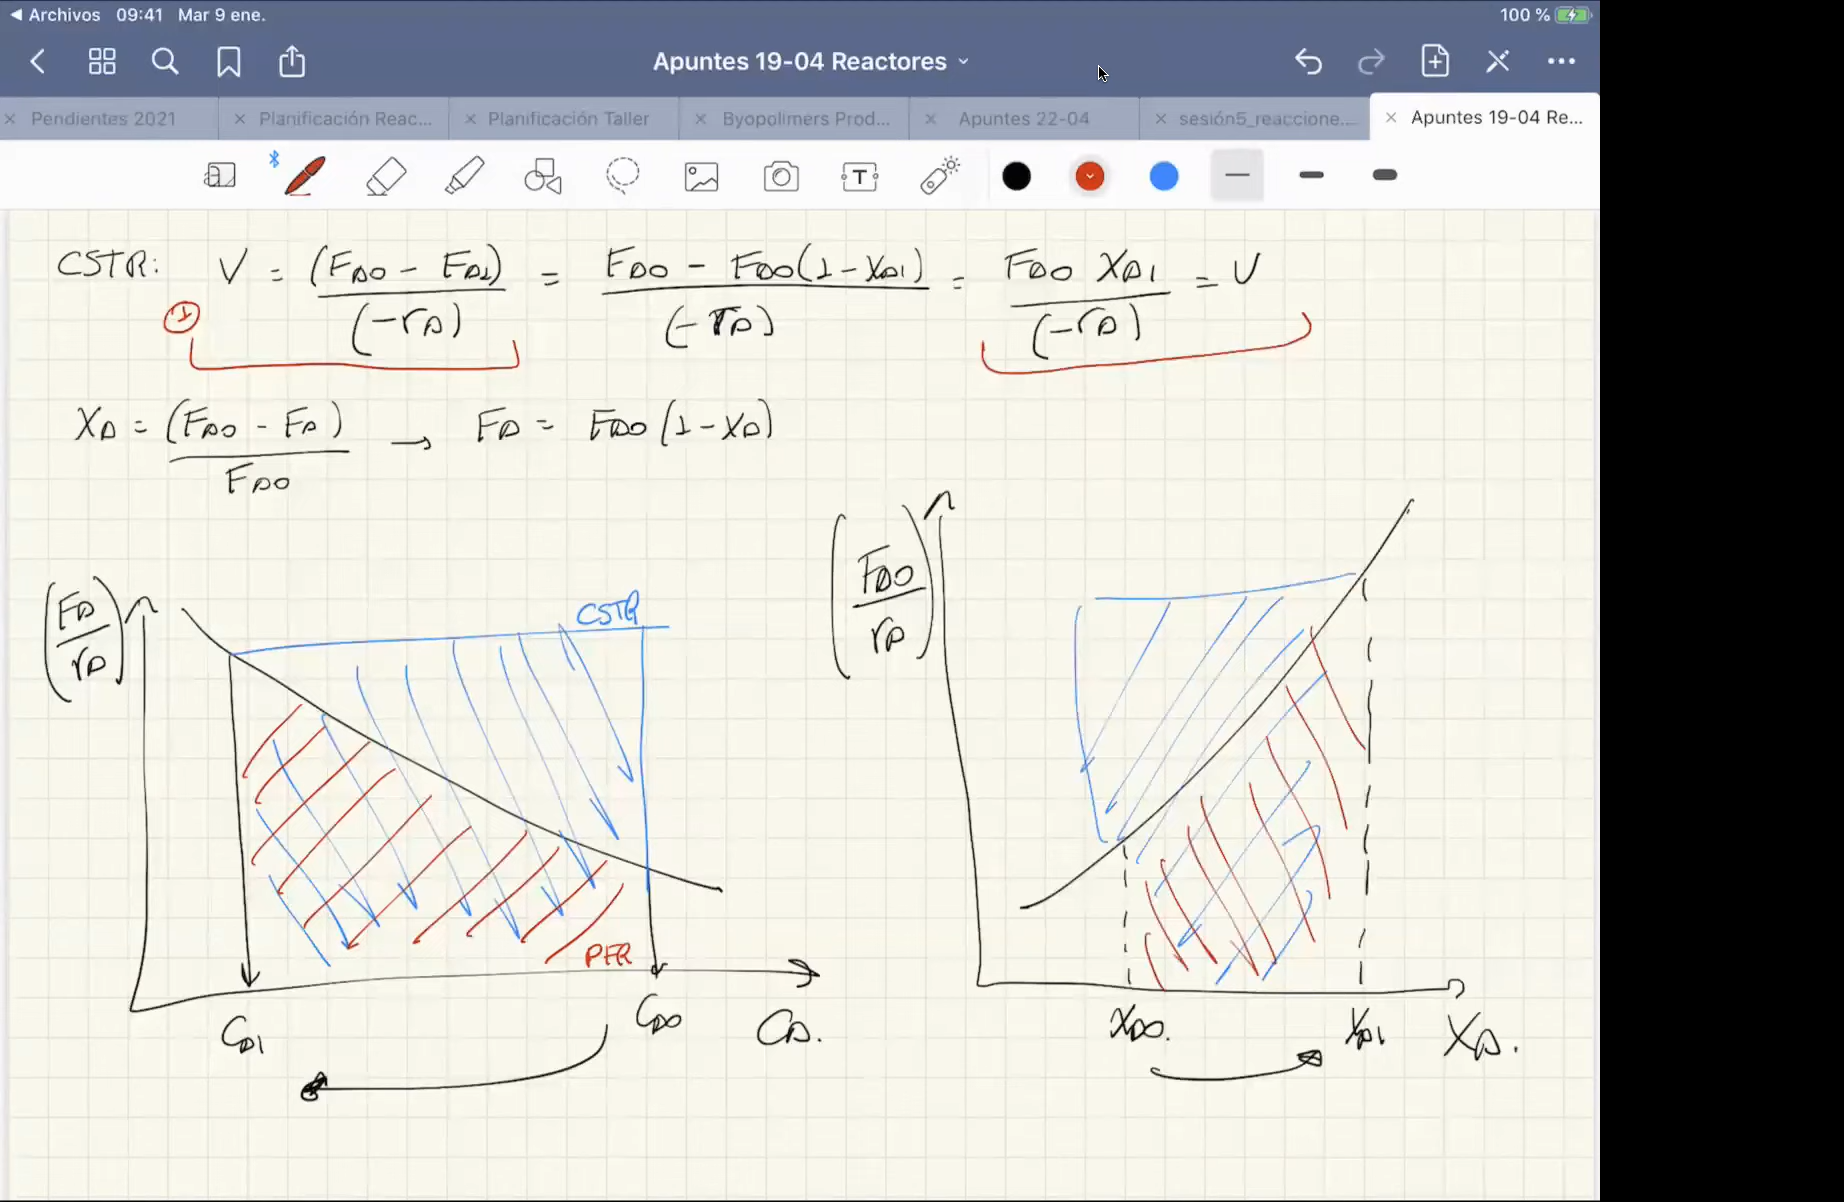 Archivos 09:41 Mar 9 ene. 100 %
Apuntes 19-04 Reactores
Pendientes 2021 Planificación Reac... Planificación Taller Byopolimers Prod... Apuntes 22-04 sesión5_reaccione.... Apuntes 19-04 Re...
T
CSTR: V = (FA0 - FA1) / (-rA) = FA0 - FA0(1-XA1) / (-rA) = FA0 XA1 / (-rA) = V
1
XA = (FA0 - FA) / FA0 → FA = FA0 (1-XA)
(FA / rA)
CSTR
PFR
CA1 CA0 CA.
(FA0 / rA)
XA0. XA1. XA.